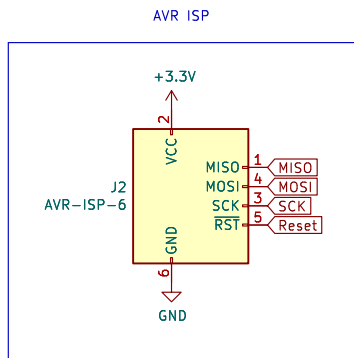 AVR ISP
+3.3V
2
VCC
MISO 1 MISO
J2 MOSI 4 MOSI
AVR-ISP-6 SCK 3 SCK
RST 5 Reset
GND
6
GND